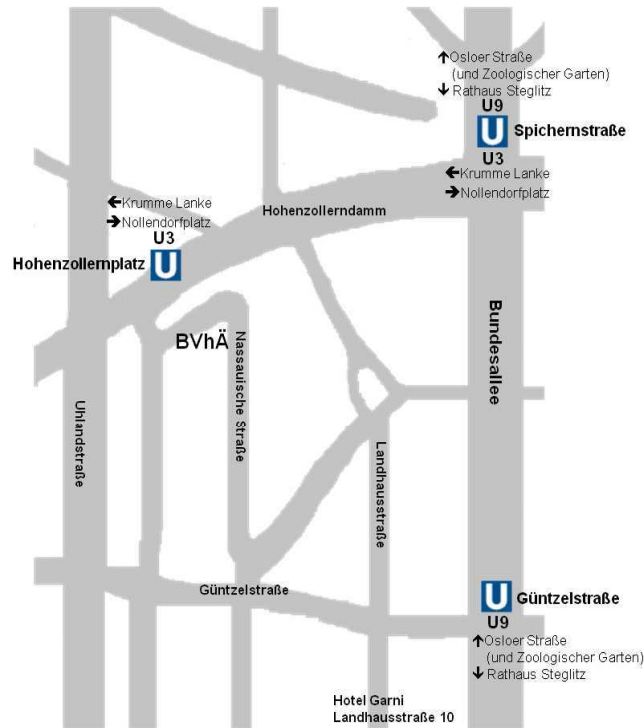 ↑Osloer Straße
(und Zoologischer Garten)
↓ Rathaus Steglitz
U9
U Spichernstraße
U3
←Krumme Lanke
→Nollendorfplatz
←Krumme Lanke
→Nollendorfplatz
U3
Hohenzollernplatz U
Hohenzollerndamm
BVhÄ
Nassauische Straße
Bundesallee
Uhlandstraße
Landhausstraße
Güntzelstraße
U Güntzelstraße
U9
↑Osloer Straße
(und Zoologischer Garten)
↓ Rathaus Steglitz
Hotel Garni
Landhausstraße 10